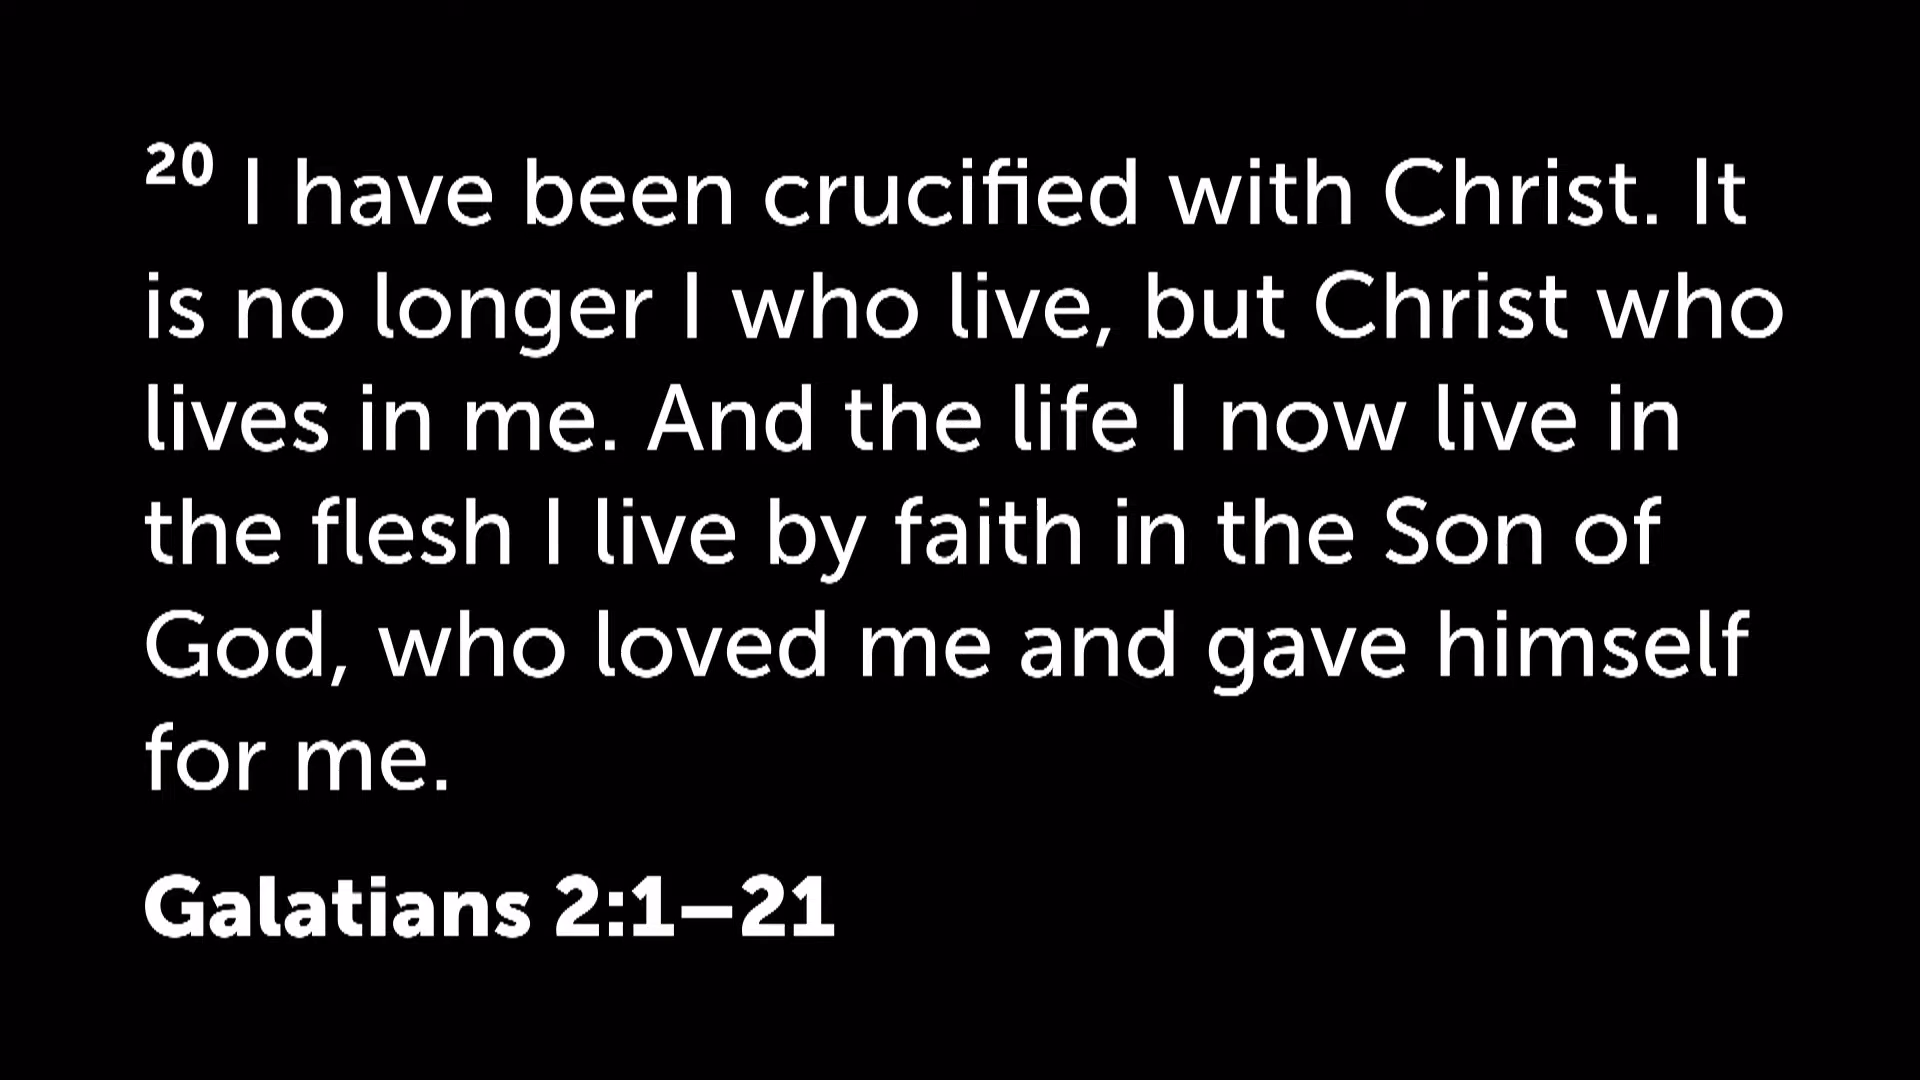 20 I have been crucified with Christ. It
is no longer I who live, but Christ who
lives in me. And the life I now live in
the flesh I live by faith in the Son of
God, who loved me and gave himself
for me.
Galatians 2:1–21